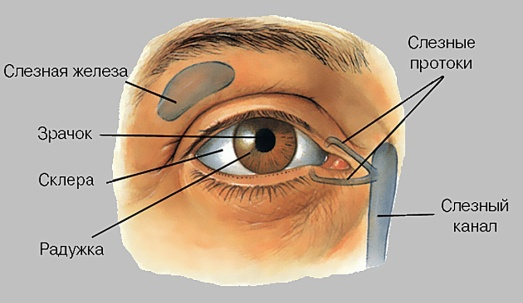 Слезные
протоки
Слезная железа
Зрачок
Склера
Радужка
Слезный
канал